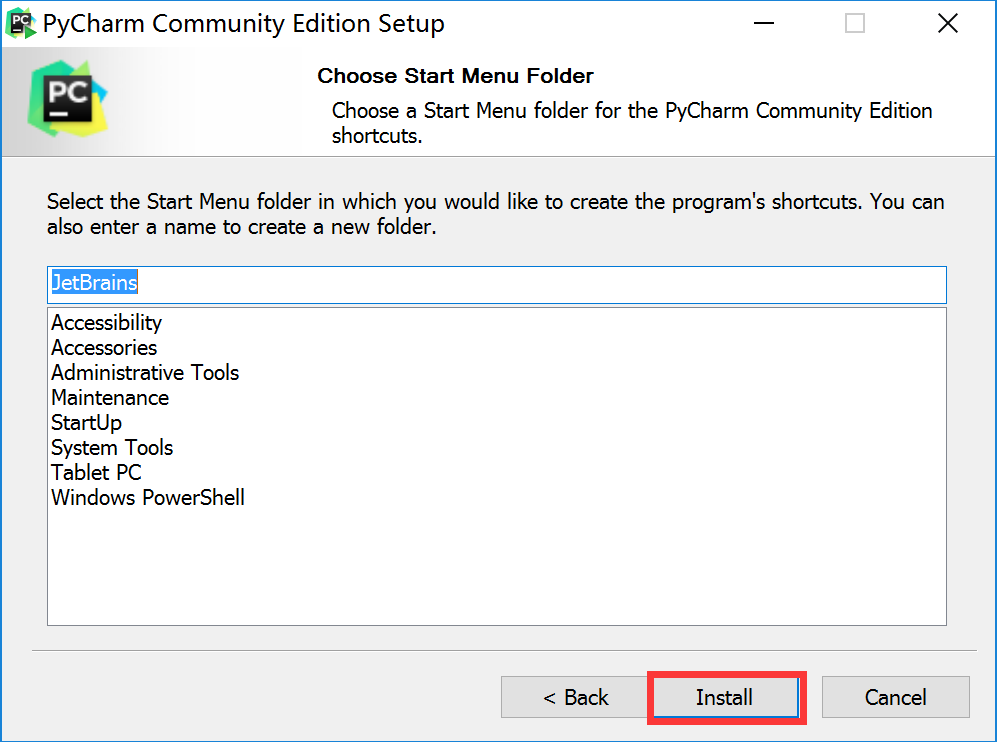 PC
PyCharm Community Edition Setup
PC
Choose Start Menu Folder
Choose a Start Menu folder for the PyCharm Community Edition
shortcuts.
Select the Start Menu folder in which you would like to create the program's shortcuts. You can
also enter a name to create a new folder.
JetBrains
Accessibility
Accessories
Administrative Tools
Maintenance
StartUp
System Tools
Tablet PC
Windows PowerShell
< Back Install Cancel